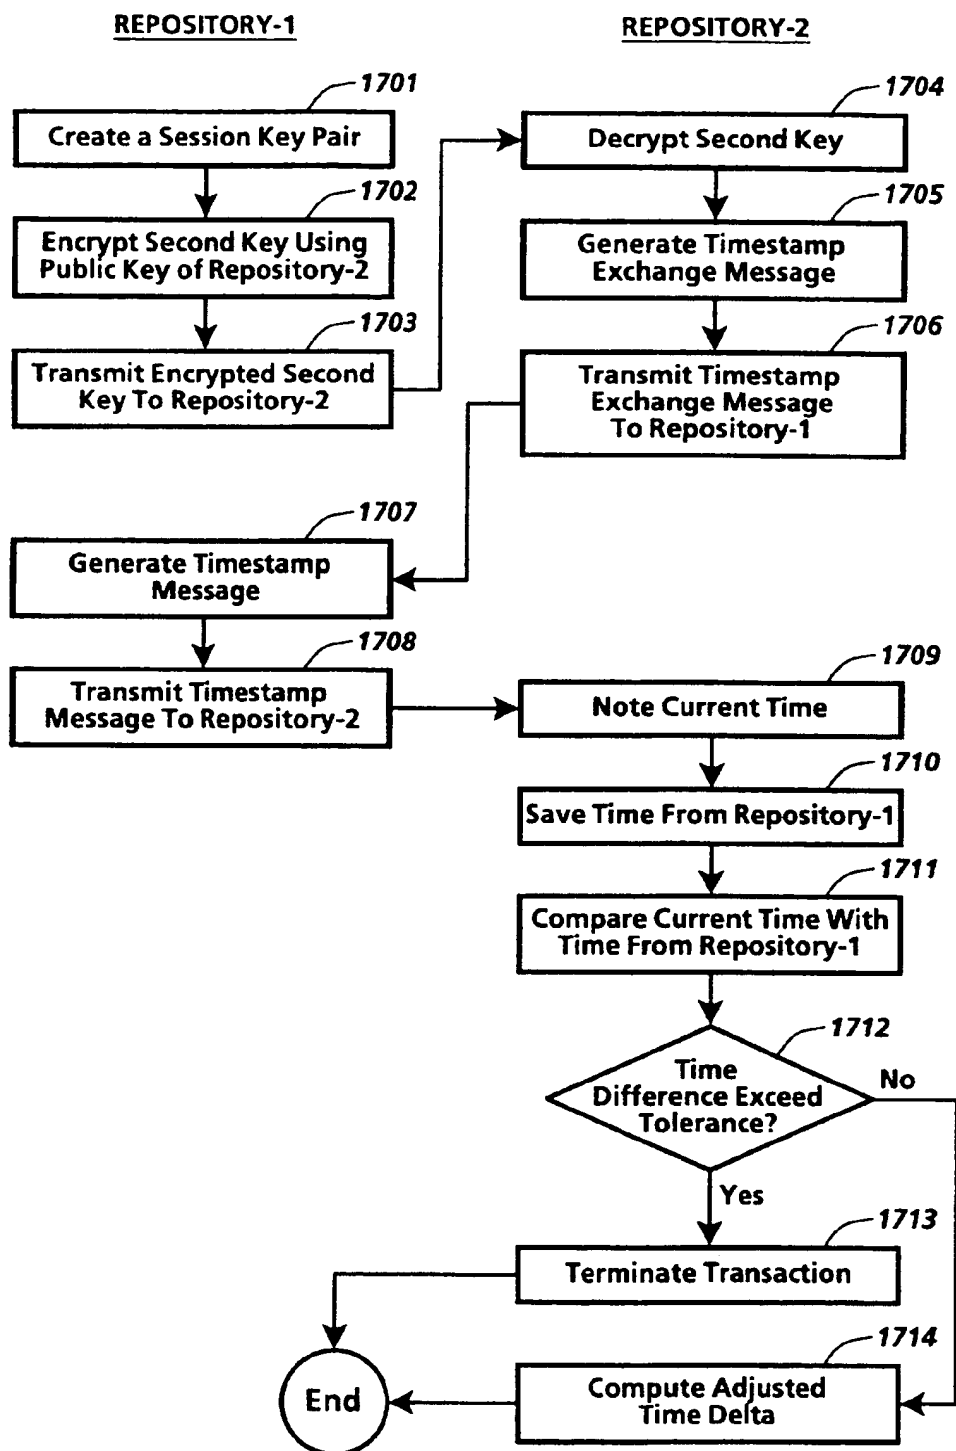 REPOSITORY-1
REPOSITORY-2
1701
Create a Session Key Pair
1702
Encrypt Second Key Using
Public Key of Repository-2
1703
Transmit Encrypted Second
Key To Repository-2
1704
Decrypt Second Key
1705
Generate Timestamp
Exchange Message
1706
Transmit Timestamp
Exchange Message
To Repository-1
1707
Generate Timestamp
Message
1708
Transmit Timestamp
Message To Repository-2
1709
Note Current Time
1710
Save Time From Repository-1
1711
Compare Current Time With
Time From Repository-1
1712
Time
Difference Exceed
Tolerance?
No
Yes
1713
Terminate Transaction
1714
Compute Adjusted
Time Delta
End